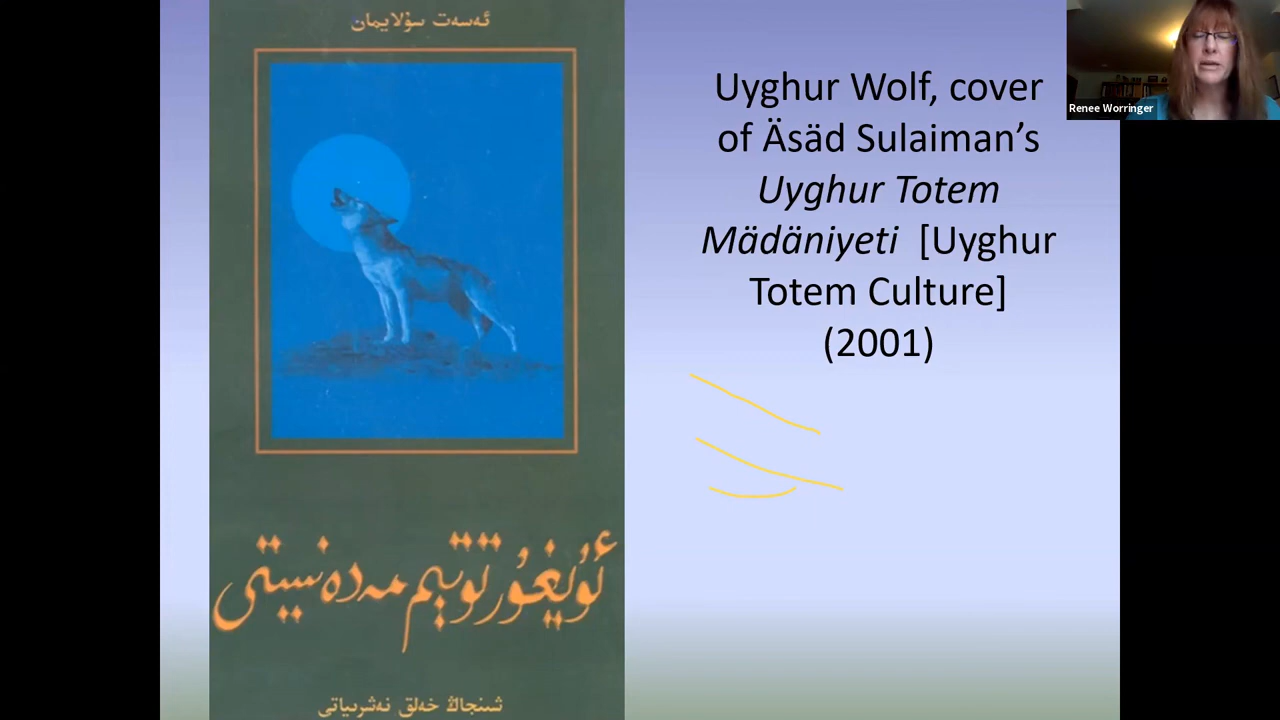 ئەسەت سۇلايمان
ئۇيغۇر توتېم مەدەنىيىتى
شىنجاڭ خەلق نەشرىياتى
Uyghur Wolf, cover
of Äsäd Sulaiman’s
Uyghur Totem
Mädäniyeti [Uyghur
Totem Culture]
(2001)
Renee Worringer